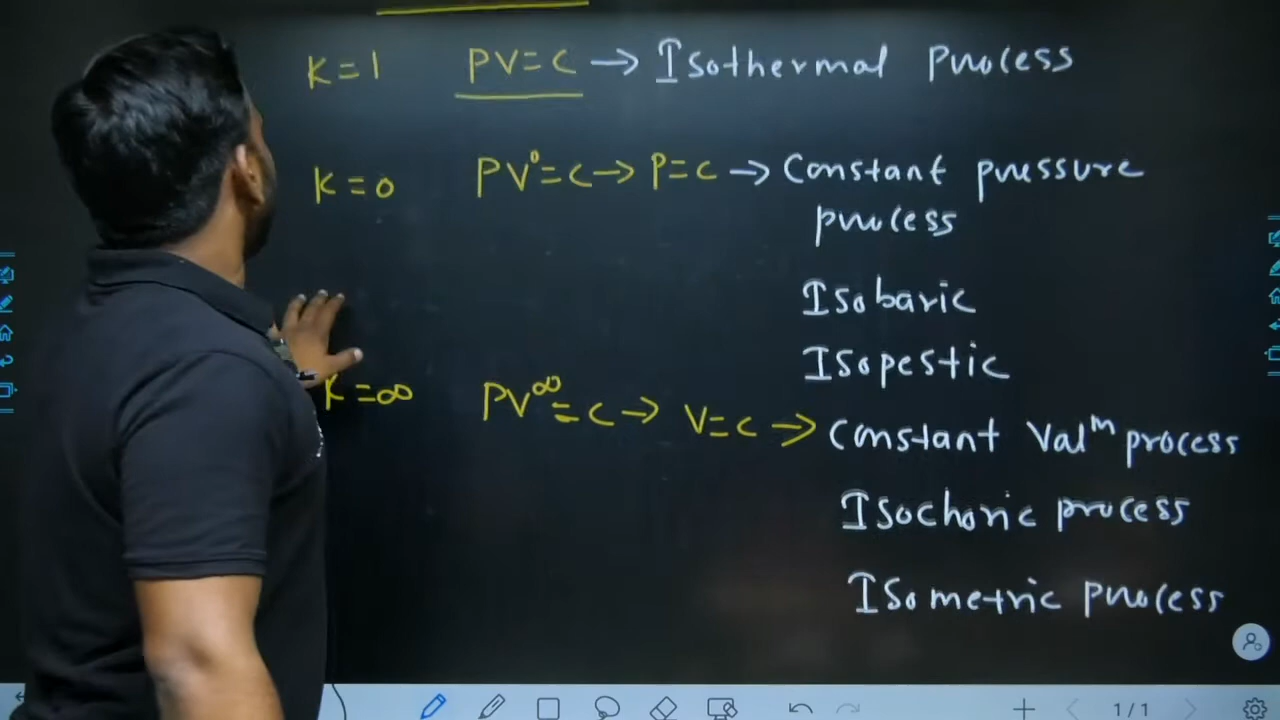 K=1 PV=C → Isothermal Process
K=0 PV⁰=C → P=C → Constant pressure
process
Isobaric
Isopestic
K=∞ PV^∞=C → V=C → Constant Valᵐ process
Isochoric process
Isometric process
1/1